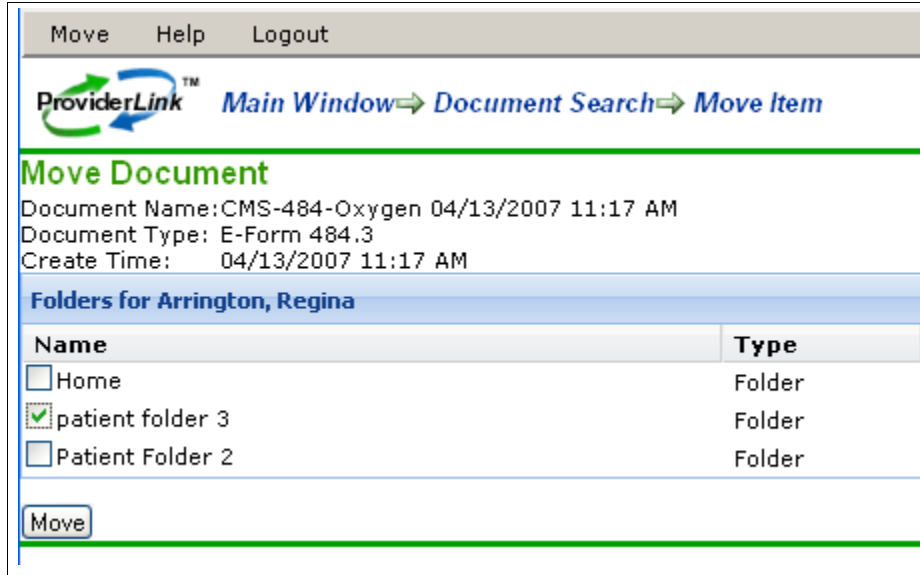 Move Help Logout
ProviderLink™ Main Window Document Search Move Item
Move Document
Document Name:CMS-484-Oxygen 04/13/2007 11:17 AM
Document Type: E-Form 484.3
Create Time: 04/13/2007 11:17 AM
Folders for Arrington, Regina
Name Type
Home Folder
patient folder 3 Folder
Patient Folder 2 Folder
Move